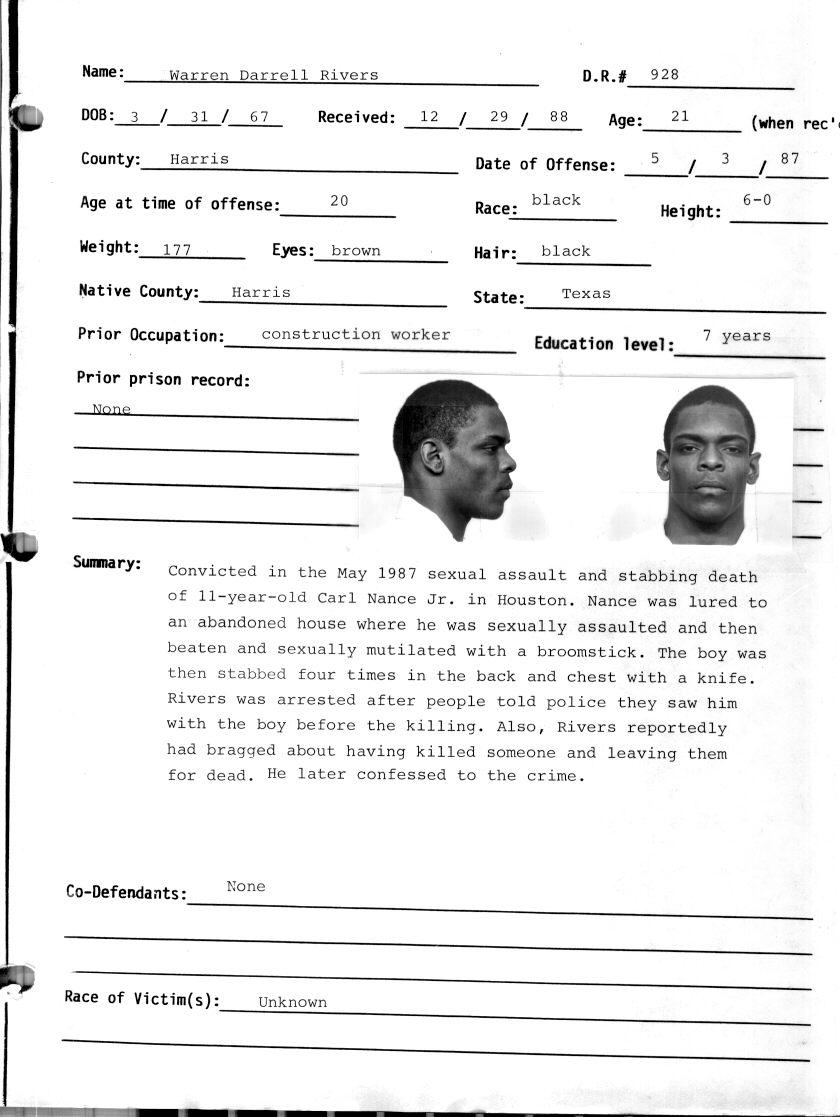 Name: Warren Darrell Rivers D.R.# 928
DOB: 3 / 31 / 67 Received: 12 / 29 / 88 Age: 21 (when rec'
County: Harris Date of Offense: 5 / 3 / 87
Age at time of offense: 20 Race: black Height: 6-0
Weight: 177 Eyes: brown Hair: black
Native County: Harris State: Texas
Prior Occupation: construction worker Education level: 7 years
Prior prison record:
None
Summary: Convicted in the May 1987 sexual assault and stabbing death
of 11-year-old Carl Nance Jr. in Houston. Nance was lured to
an abandoned house where he was sexually assaulted and then
beaten and sexually mutilated with a broomstick. The boy was
then stabbed four times in the back and chest with a knife.
Rivers was arrested after people told police they saw him
with the boy before the killing. Also, Rivers reportedly
had bragged about having killed someone and leaving them
for dead. He later confessed to the crime.
Co-Defendants: None
Race of Victim(s): Unknown